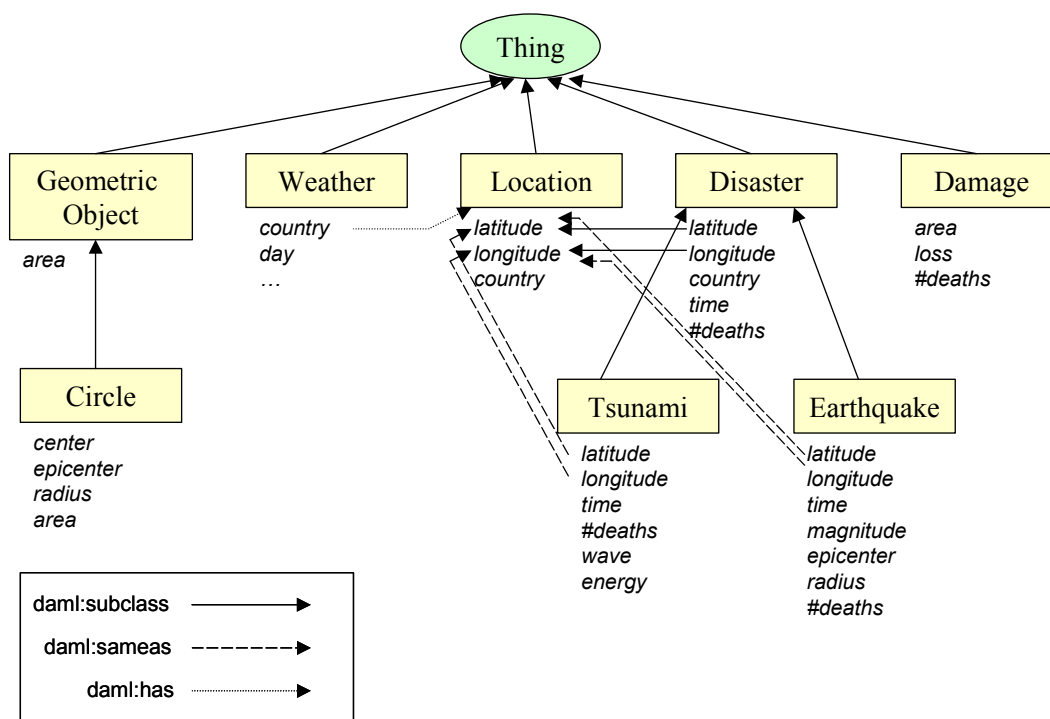 Thing
Geometric
Object
area
Weather
country
day
…
Location
latitude
longitude
country
Disaster
latitude
longitude
country
time
#deaths
Damage
area
loss
#deaths
Circle
center
epicenter
radius
area
Tsunami
latitude
longitude
time
#deaths
wave
energy
Earthquake
latitude
longitude
time
magnitude
epicenter
radius
#deaths
daml:subclass
daml:sameas
daml:has